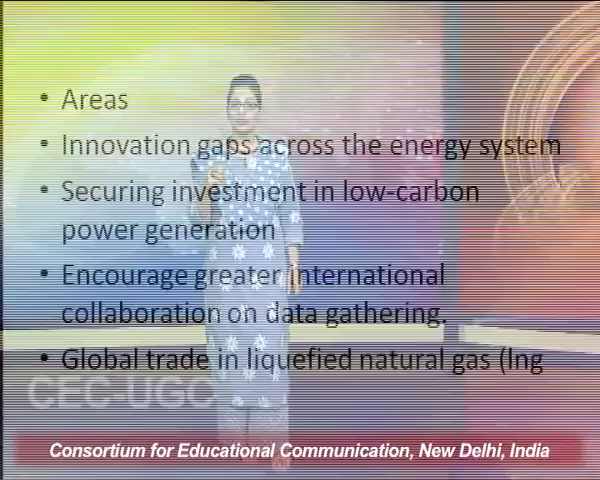 • Areas
• Innovation gaps across the energy system
• Securing investment in low-carbon
power generation
• Encourage greater international
collaboration on data gathering.
• Global trade in liquefied natural gas (lng
CEC-UGC
Consortium for Educational Communication, New Delhi, India